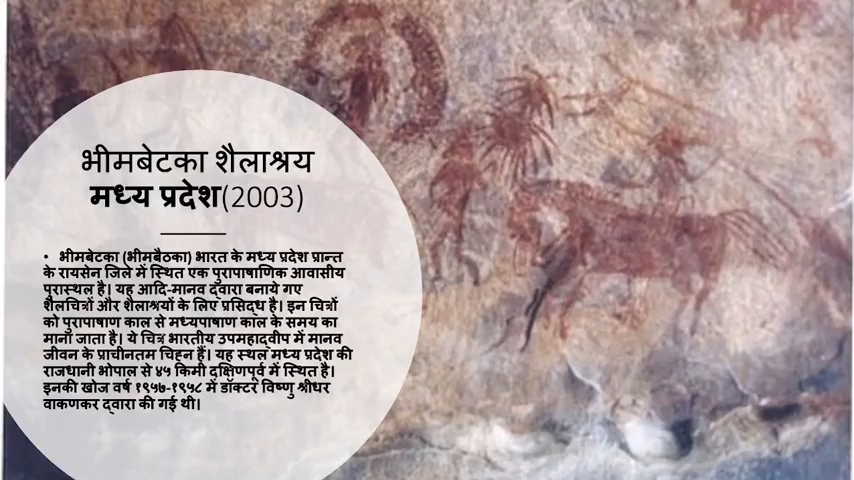 भीमबेटका शैलाश्रय
मध्य प्रदेश(2003)
• भीमबेटका (भीमबैठका) भारत के मध्य प्रदेश प्रान्त
के रायसेन जिले में स्थित एक पुरापाषाणिक आवासीय
पुरास्थल है। यह आदि-मानव द्वारा बनाये गए
शैलचित्रों और शैलाश्रयों के लिए प्रसिद्ध है। इन चित्रों
को पुरापाषाण काल से मध्यपाषाण काल के समय का
माना जाता है। ये चित्र भारतीय उपमहाद्वीप में मानव
जीवन के प्राचीनतम चिह्न हैं। यह स्थल मध्य प्रदेश की
राजधानी भोपाल से ४५ किमी दक्षिणपूर्व में स्थित है।
इनकी खोज वर्ष १९५७-१९५८ में डॉक्टर विष्णु श्रीधर
वाकणकर द्वारा की गई थी।